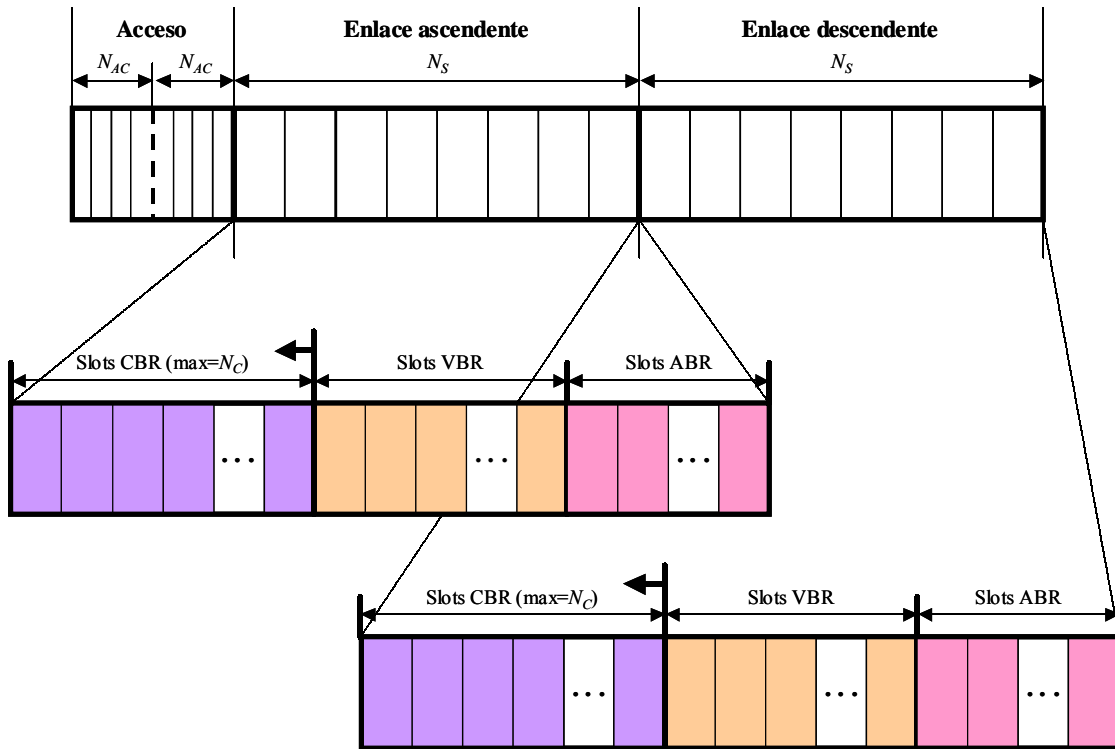 Acceso Enlace ascendente Enlace descendente
N_AC N_AC N_S N_S
Slots CBR (max=N_C) Slots VBR Slots ABR
... ... ...
Slots CBR (max=N_C) Slots VBR Slots ABR
... ... ...